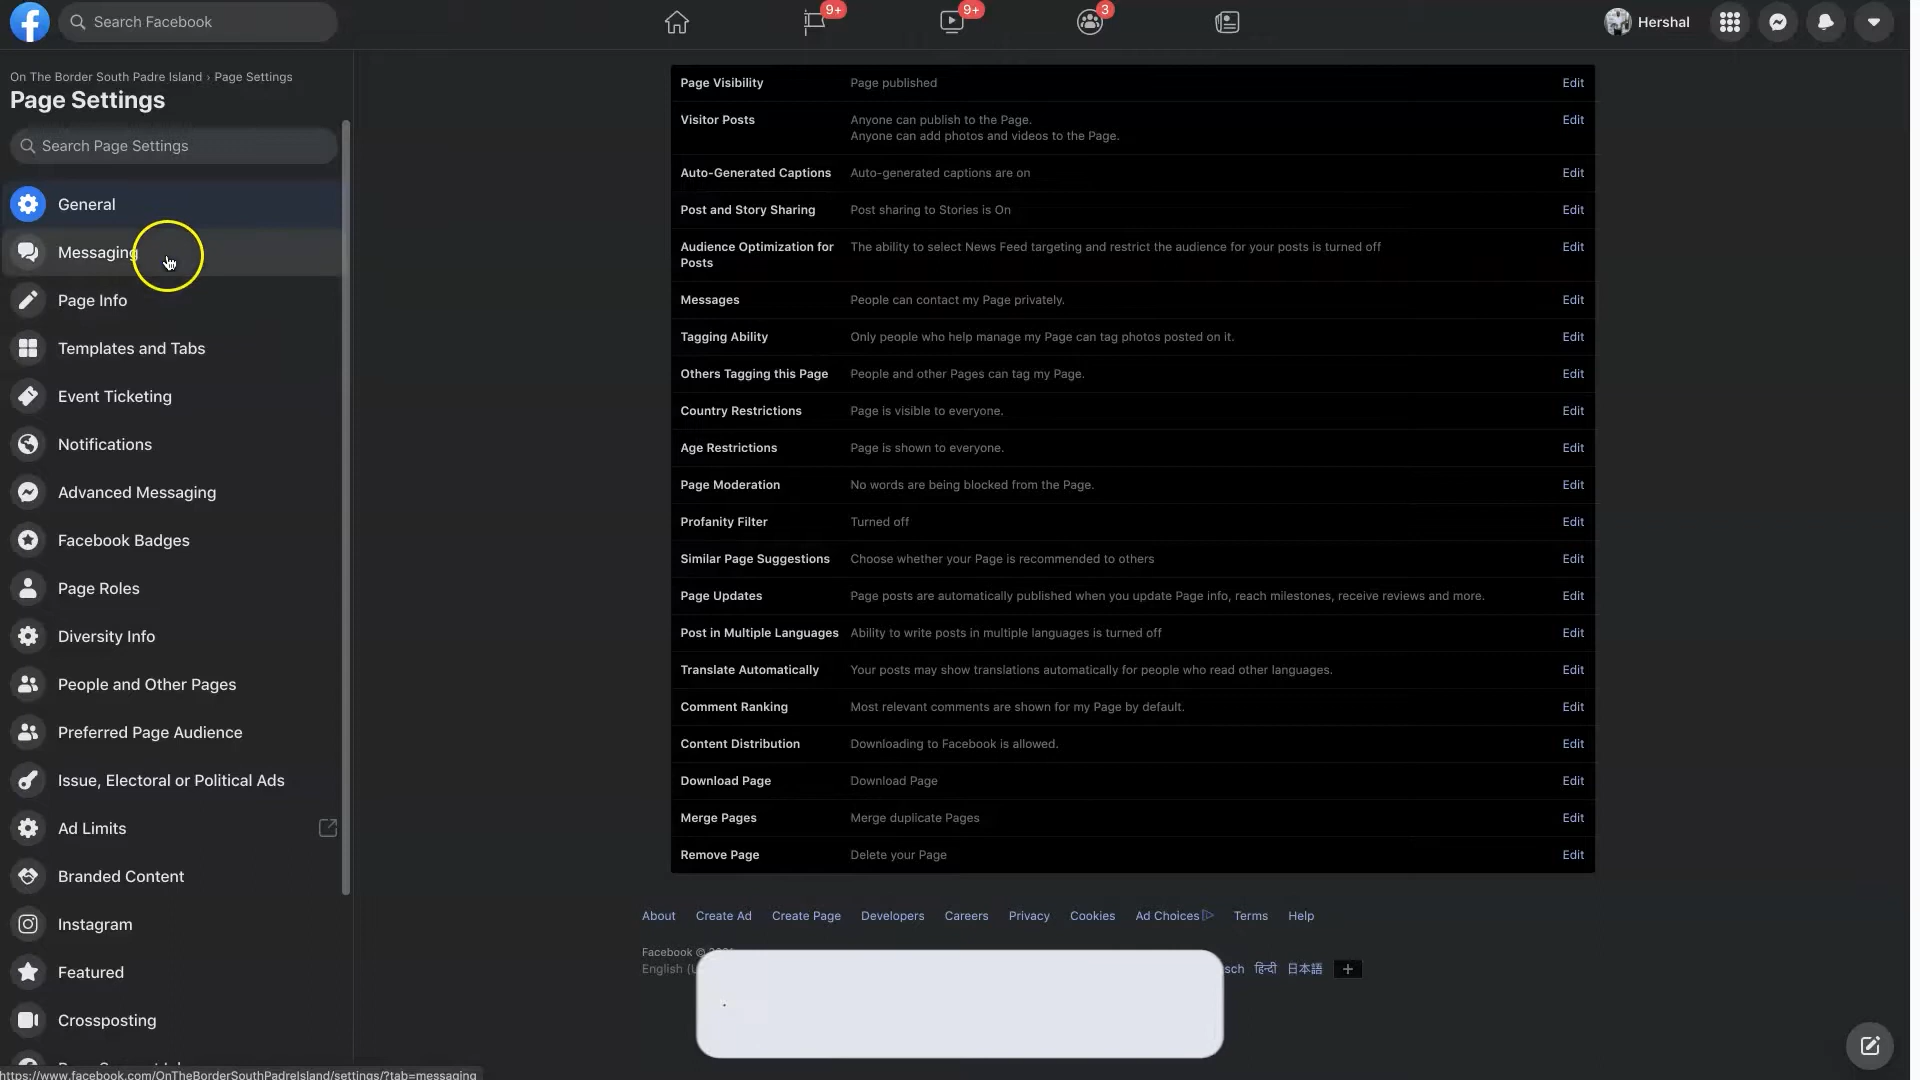 Search Facebook
9+
9+
3
Hershal
On The Border South Padre Island › Page Settings
Page Settings
Search Page Settings
General
Messaging
Page Info
Templates and Tabs
Event Ticketing
Notifications
Advanced Messaging
Facebook Badges
Page Roles
Diversity Info
People and Other Pages
Preferred Page Audience
Issue, Electoral or Political Ads
Ad Limits
Branded Content
Instagram
Featured
Crossposting
https://www.facebook.com/OnTheBorderSouthPadreIsland/settings/?tab=messaging
Page Visibility Page published Edit
Visitor Posts Anyone can publish to the Page. Edit
Anyone can add photos and videos to the Page.
Auto-Generated Captions Auto-generated captions are on Edit
Post and Story Sharing Post sharing to Stories is On Edit
Audience Optimization for The ability to select News Feed targeting and restrict the audience for your posts is turned off Edit
Posts
Messages People can contact my Page privately. Edit
Tagging Ability Only people who help manage my Page can tag photos posted on it. Edit
Others Tagging this Page People and other Pages can tag my Page. Edit
Country Restrictions Page is visible to everyone. Edit
Age Restrictions Page is shown to everyone. Edit
Page Moderation No words are being blocked from the Page. Edit
Profanity Filter Turned off Edit
Similar Page Suggestions Choose whether your Page is recommended to others Edit
Page Updates Page posts are automatically published when you update Page info, reach milestones, receive reviews and more. Edit
Post in Multiple Languages Ability to write posts in multiple languages is turned off Edit
Translate Automatically Your posts may show translations automatically for people who read other languages. Edit
Comment Ranking Most relevant comments are shown for my Page by default. Edit
Content Distribution Downloading to Facebook is allowed. Edit
Download Page Download Page Edit
Merge Pages Merge duplicate Pages Edit
Remove Page Delete your Page Edit
About Create Ad Create Page Developers Careers Privacy Cookies Ad Choices Terms Help
Facebook ©
English sch हिन्दी 日本語 +
.